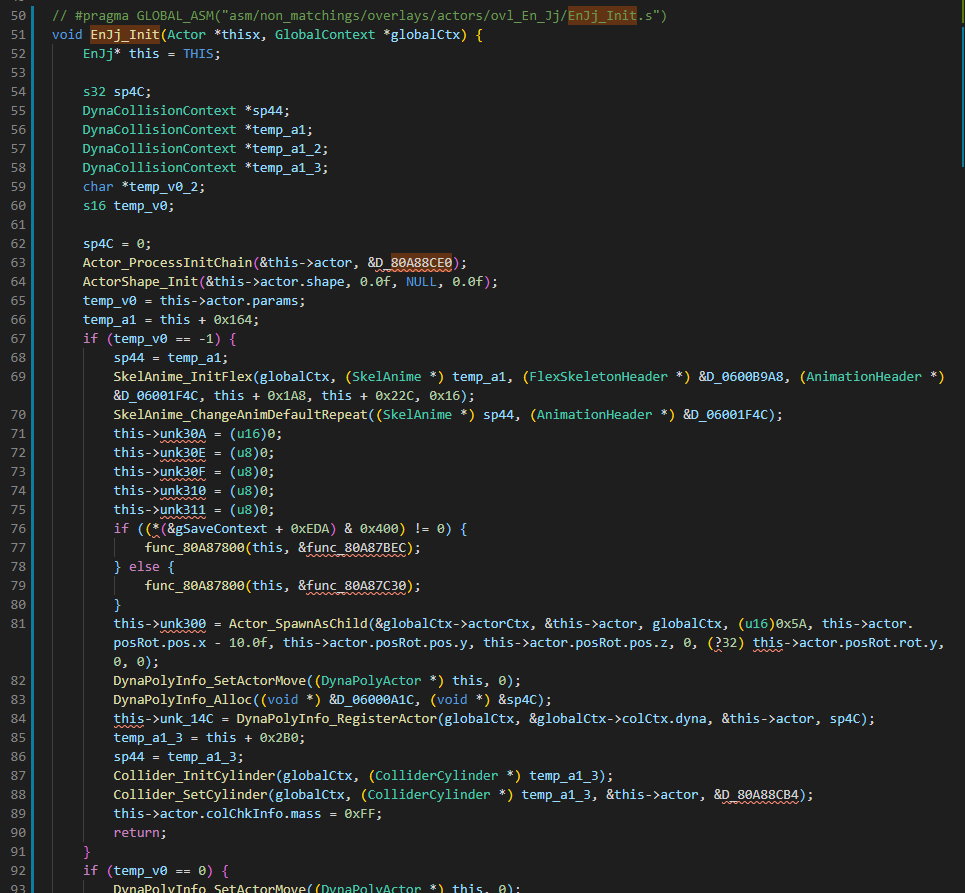 50 // #pragma GLOBAL_ASM("asm/non_matchings/overlays/actors/ovl_En_Jj/EnJj_Init.s")
51 void EnJj_Init(Actor *thisx, GlobalContext *globalCtx) {
52 EnJj* this = THIS;
53
54 s32 sp4C;
55 DynaCollisionContext *sp44;
56 DynaCollisionContext *temp_a1;
57 DynaCollisionContext *temp_a1_2;
58 DynaCollisionContext *temp_a1_3;
59 char *temp_v0_2;
60 s16 temp_v0;
61
62 sp4C = 0;
63 Actor_ProcessInitChain(&this->actor, &D_80A88CE0);
64 ActorShape_Init(&this->actor.shape, 0.0f, NULL, 0.0f);
65 temp_v0 = this->actor.params;
66 temp_a1 = this + 0x164;
67 if (temp_v0 == -1) {
68 sp44 = temp_a1;
69 SkelAnime_InitFlex(globalCtx, (SkelAnime *) temp_a1, (FlexSkeletonHeader *) &D_0600B9A8, (AnimationHeader *)
&D_06001F4C, this + 0x1A8, this + 0x22C, 0x16);
70 SkelAnime_ChangeAnimDefaultRepeat((SkelAnime *) sp44, (AnimationHeader *) &D_06001F4C);
71 this->unk30A = (u16)0;
72 this->unk30E = (u8)0;
73 this->unk30F = (u8)0;
74 this->unk310 = (u8)0;
75 this->unk311 = (u8)0;
76 if ((*(&gSaveContext + 0xEDA) & 0x400) != 0) {
77 func_80A87800(this, &func_80A87BEC);
78 } else {
79 func_80A87800(this, &func_80A87C30);
80 }
81 this->unk300 = Actor_SpawnAsChild(&globalCtx->actorCtx, &this->actor, globalCtx, (u16)0x5A, this->actor.
posRot.pos.x - 10.0f, this->actor.posRot.pos.y, this->actor.posRot.pos.z, 0, (?32) this->actor.posRot.rot.y,
0, 0);
82 DynaPolyInfo_SetActorMove((DynaPolyActor *) this, 0);
83 DynaPolyInfo_Alloc((void *) &D_06000A1C, (void *) &sp4C);
84 this->unk_14C = DynaPolyInfo_RegisterActor(globalCtx, &globalCtx->colCtx.dyna, &this->actor, sp4C);
85 temp_a1_3 = this + 0x2B0;
86 sp44 = temp_a1_3;
87 Collider_InitCylinder(globalCtx, (ColliderCylinder *) temp_a1_3);
88 Collider_SetCylinder(globalCtx, (ColliderCylinder *) temp_a1_3, &this->actor, &D_80A88CB4);
89 this->actor.colChkInfo.mass = 0xFF;
90 return;
91 }
92 if (temp_v0 == 0) {
93 DynaPolyInfo_SetActorMove((DynaPolyActor *) this, 0);